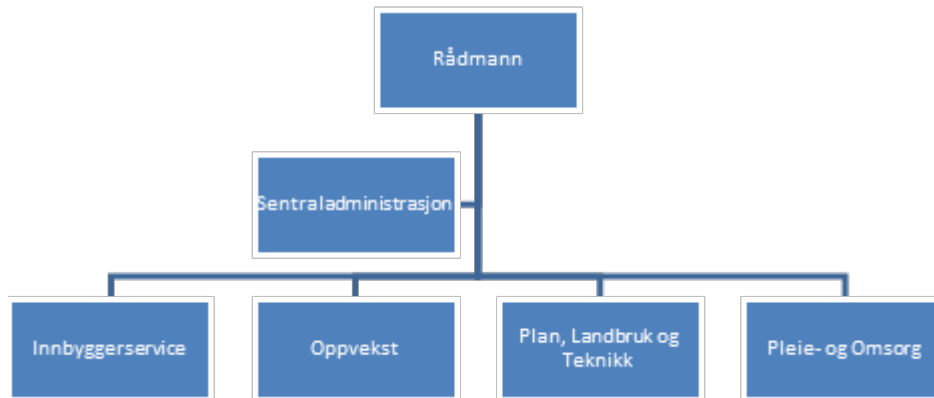 Rådmann
Sentraladministrasjon
Innbyggerservice
Oppvekst
Plan, Landbruk og
Teknikk
Pleie- og Omsorg